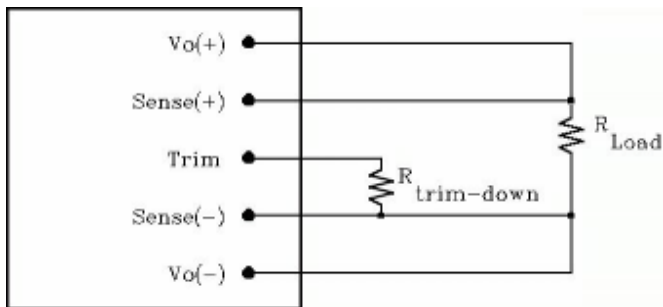 Vo(+)
Sense(+)
R
Load
Trim
R
trim-down
Sense(-)
Vo(-)